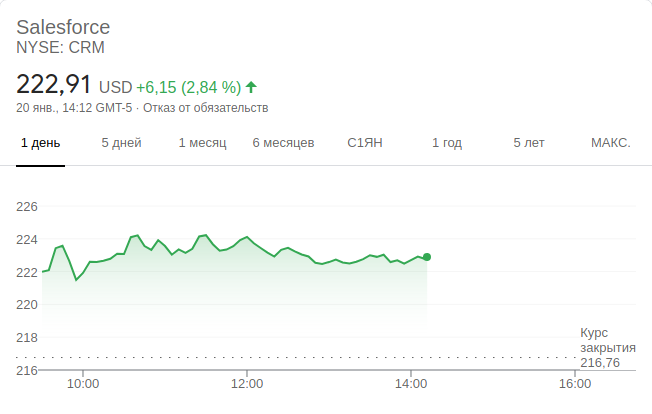 Salesforce
NYSE: CRM
222,91 USD +6,15 (2,84 %)
20 янв., 14:12 GMT-5 · Отказ от обязательств
1 день 5 дней 1 месяц 6 месяцев С1ЯН 1 год 5 лет МАКС.
226
224
222
220
218
Курс
закрытия
216,76
216
10:00 12:00 14:00 16:00